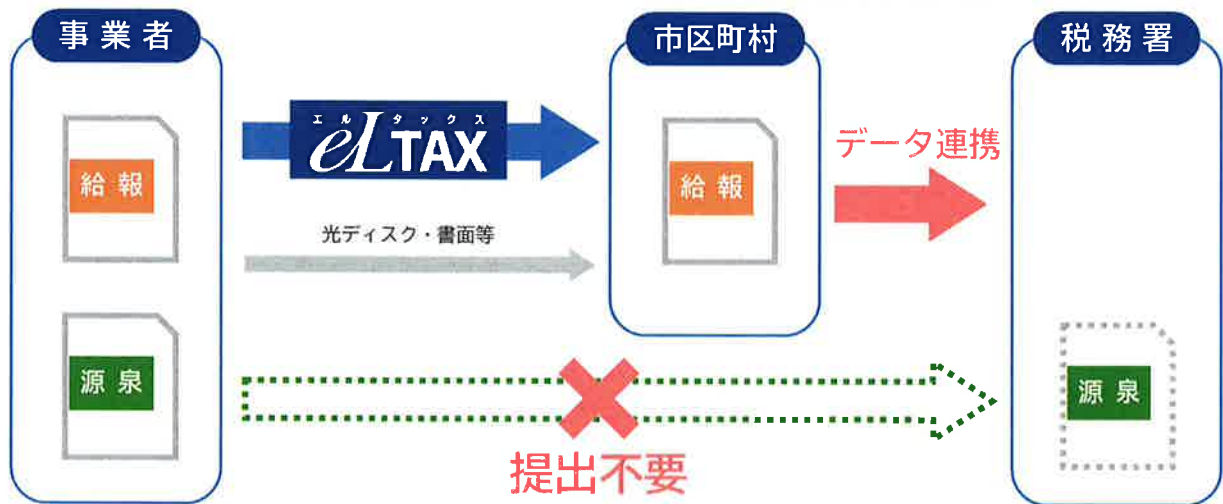 事業者
市区町村
税務署
エルタックス
eLTAX
給報
給報
データ連携
光ディスク・書面等
源泉
源泉
提出不要